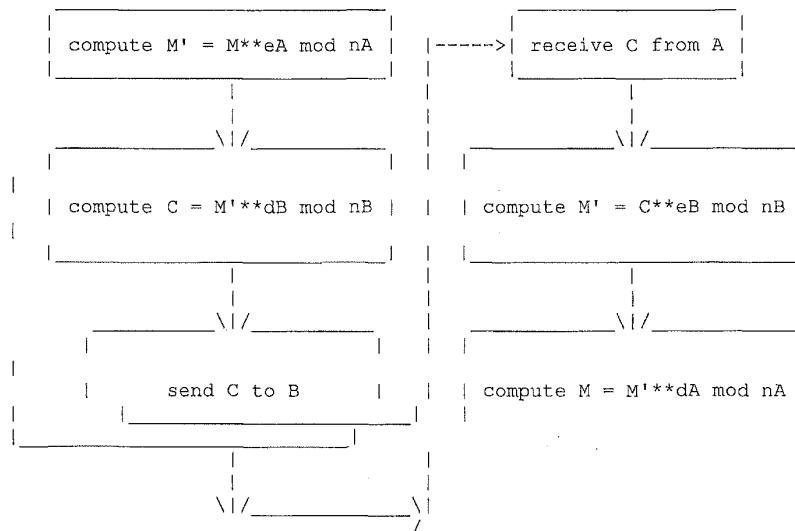 compute M' = M**eA mod nA
receive C from A
compute C = M'**dB mod nB
compute M' = C**eB mod nB
send C to B
compute M = M'**dA mod nA